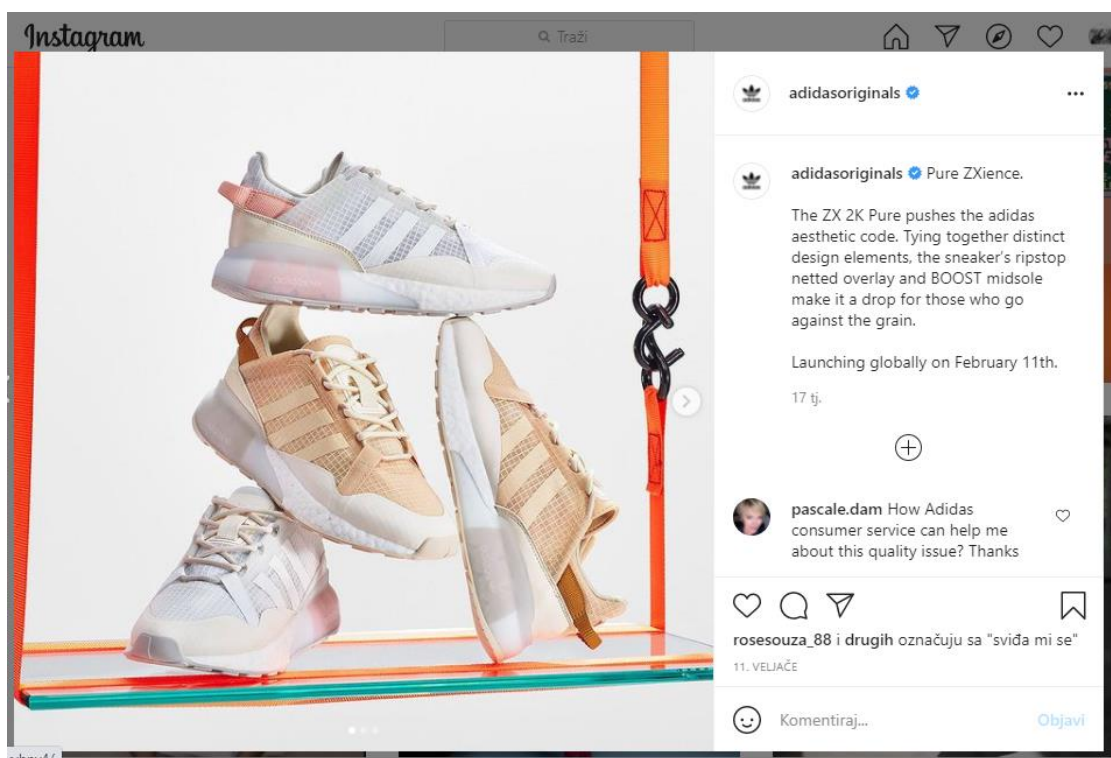 Instagram
Traži
adidasoriginals
adidasoriginals Pure ZXience.
The ZX 2K Pure pushes the adidas
aesthetic code. Tying together distinct
design elements, the sneaker's ripstop
netted overlay and BOOST midsole
make it a drop for those who go
against the grain.
Launching globally on February 11th.
17 tj.
pascale.dam How Adidas
consumer service can help me
about this quality issue? Thanks
rosesouza_88 i drugih označuju sa "sviđa mi se"
11. VELJAČE
Komentiraj...
Objavi